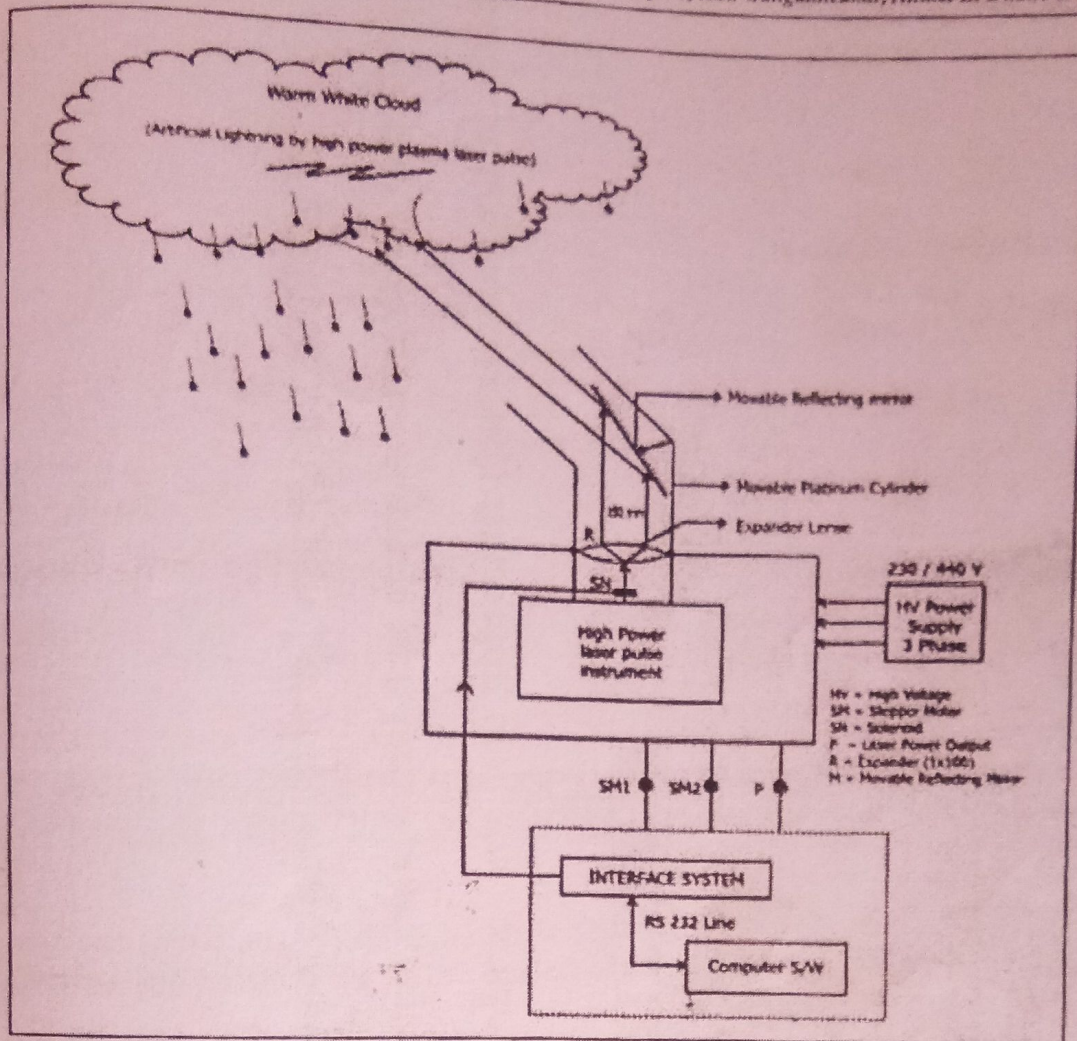 Warm White Cloud
(Artificial Lightning by high power plasma laser pulse)
Movable Reflecting mirror
Movable Platinum Cylinder
Expander Lense
R
SN
High Power
laser pulse
instrument
230 / 440 V
HV Power
Supply
3 Phase
HV = High Voltage
SM = Stepper Motor
SN = Solenoid
P = Laser Power Output
R = Expander (1x100)
M = Movable Reflecting Mirror
SM1
SM2
P
INTERFACE SYSTEM
RS 232 Line
Computer S/W